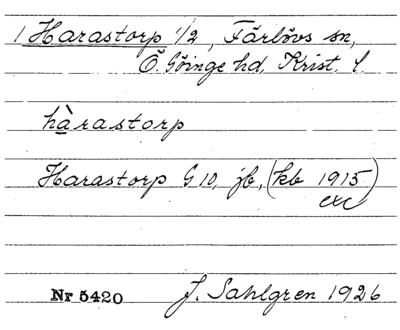 1 Harastorp 1/2, Färlövs sn,
Ö. Göinge hd, Krist. l.
hàrastorp
Harastorp G 10, jb, (kb 1915)
exc
Nr 5420 J. Sahlgren 1926